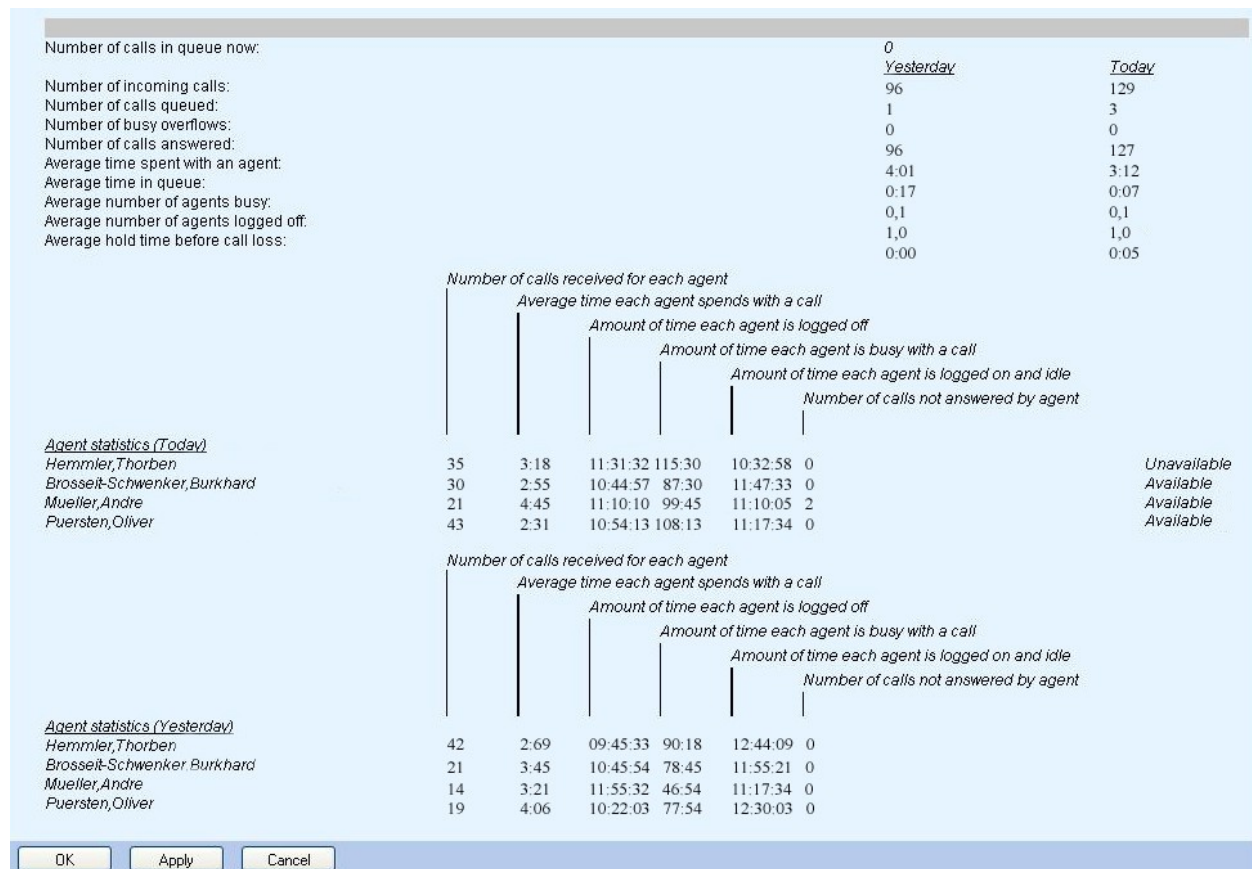 Number of calls in queue now: 0
Yesterday Today
Number of incoming calls: 96 129
Number of calls queued: 1 3
Number of busy overflows: 0 0
Number of calls answered: 96 127
Average time spent with an agent: 4:01 3:12
Average time in queue: 0:17 0:07
Average number of agents busy: 0,1 0,1
Average number of agents logged off: 1,0 1,0
Average hold time before call loss: 0:00 0:05
Number of calls received for each agent
Average time each agent spends with a call
Amount of time each agent is logged off
Amount of time each agent is busy with a call
Amount of time each agent is logged on and idle
Number of calls not answered by agent
Agent statistics (Today)
Hemmler,Thorben 35 3:18 11:31:32 115:30 10:32:58 0 Unavailable
Brosseit-Schwenker,Burkhard 30 2:55 10:44:57 87:30 11:47:33 0 Available
Mueller,Andre 21 4:45 11:10:10 99:45 11:10:05 2 Available
Puersten,Oliver 43 2:31 10:54:13 108:13 11:17:34 0 Available
Number of calls received for each agent
Average time each agent spends with a call
Amount of time each agent is logged off
Amount of time each agent is busy with a call
Amount of time each agent is logged on and idle
Number of calls not answered by agent
Agent statistics (Yesterday)
Hemmler,Thorben 42 2:69 09:45:33 90:18 12:44:09 0
Brosseit-Schwenker.Burkhard 21 3:45 10:45:54 78:45 11:55:21 0
Mueller,Andre 14 3:21 11:55:32 46:54 11:17:34 0
Puersten,Oliver 19 4:06 10:22:03 77:54 12:30:03 0
OK Apply Cancel